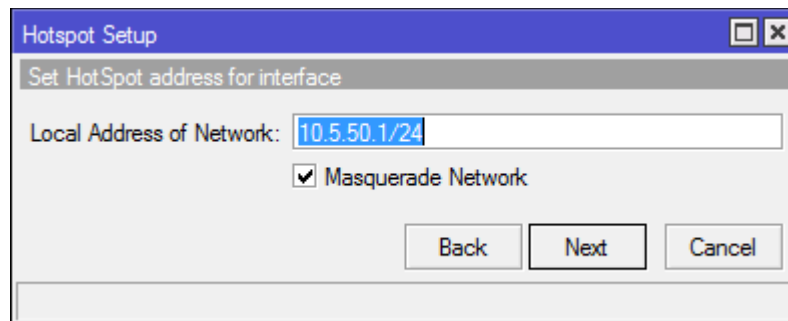 Hotspot Setup
Set HotSpot address for interface
Local Address of Network: 10.5.50.1/24
Masquerade Network
Back Next Cancel